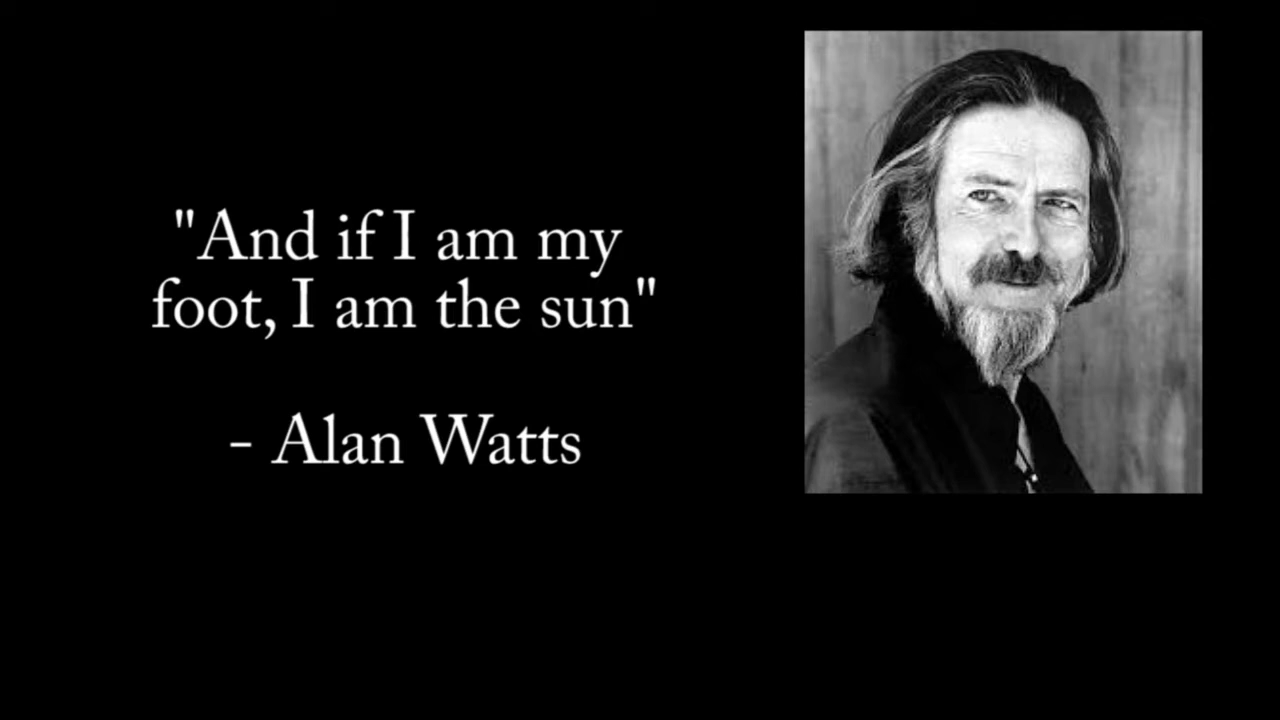 "And if I am my
foot, I am the sun"
- Alan Watts